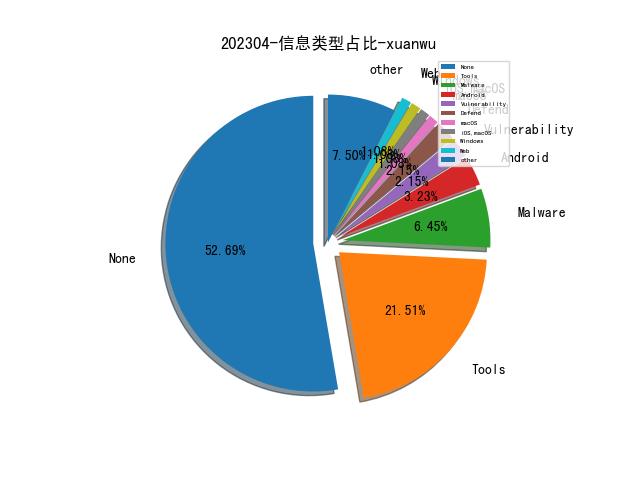 202304-信息类型占比-xuanwu
other
None
Tools
Malware
Android
Vulnerability
Defend
macOS
iOS,macOS
Windows
Web
other
Vulnerability
Android
Malware
Tools
None
7.50%
2.15%
2.15%
3.23%
6.45%
52.69%
21.51%